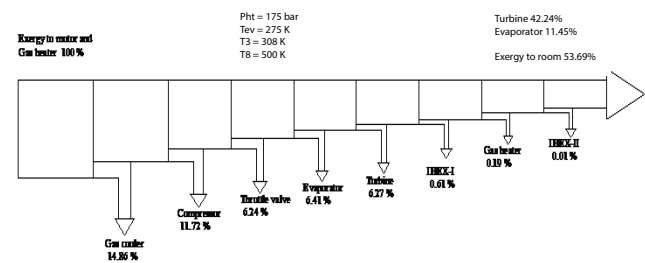 Pht = 175 bar
Tev = 275 K
T3 = 308 K
T8 = 500 K
Turbine 42.24%
Evaporator 11.45%
Exergy to room 53.69%
Exergy to motor and
Gas heater 100 %
Gas cooler
14.86 %
Compressor
11.72 %
Throttle valve
6.24 %
Evaporator
6.41 %
Turbine
6.27 %
IHEX-I
0.61 %
Gas heater
0.19 %
IHEX-II
0.01 %